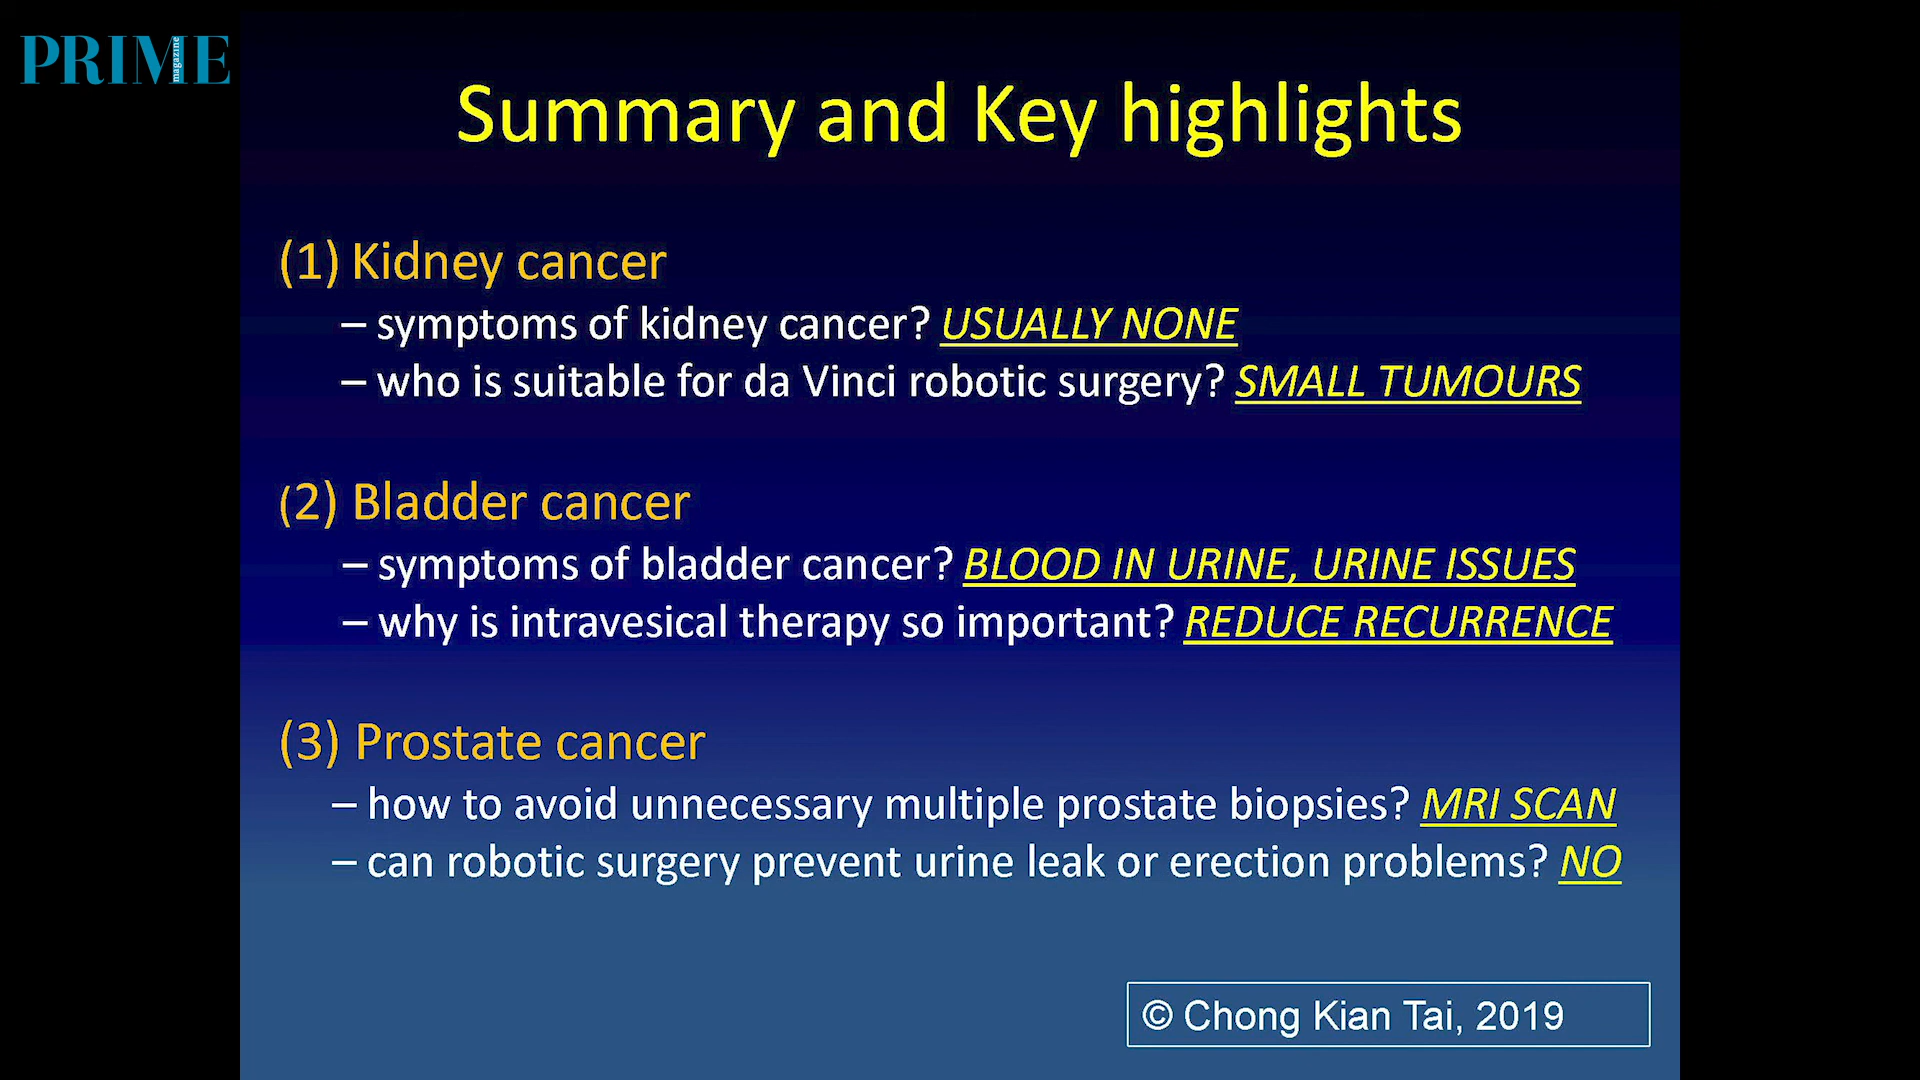 PRIME magazine
Summary and Key highlights
(1) Kidney cancer
– symptoms of kidney cancer? USUALLY NONE
– who is suitable for da Vinci robotic surgery? SMALL TUMOURS
(2) Bladder cancer
– symptoms of bladder cancer? BLOOD IN URINE, URINE ISSUES
– why is intravesical therapy so important? REDUCE RECURRENCE
(3) Prostate cancer
– how to avoid unnecessary multiple prostate biopsies? MRI SCAN
– can robotic surgery prevent urine leak or erection problems? NO
© Chong Kian Tai, 2019